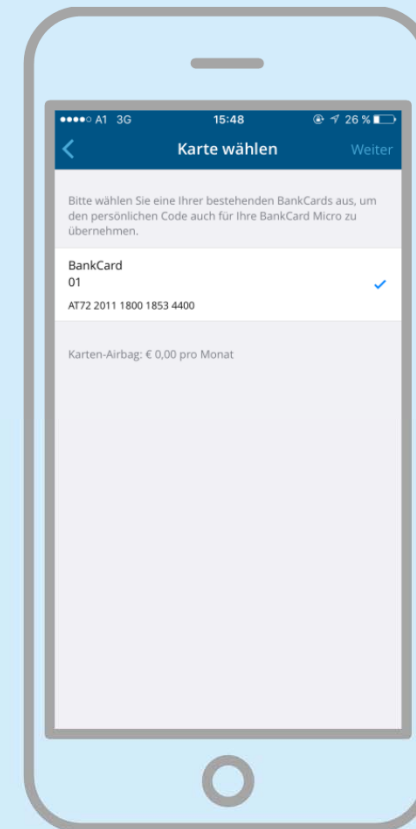 A1 3G 15:48 26 %
Karte wählen Weiter
Bitte wählen Sie eine Ihrer bestehenden BankCards aus, um
den persönlichen Code auch für Ihre BankCard Micro zu
übernehmen.
BankCard
01
AT72 2011 1800 1853 4400
Karten-Airbag: € 0,00 pro Monat